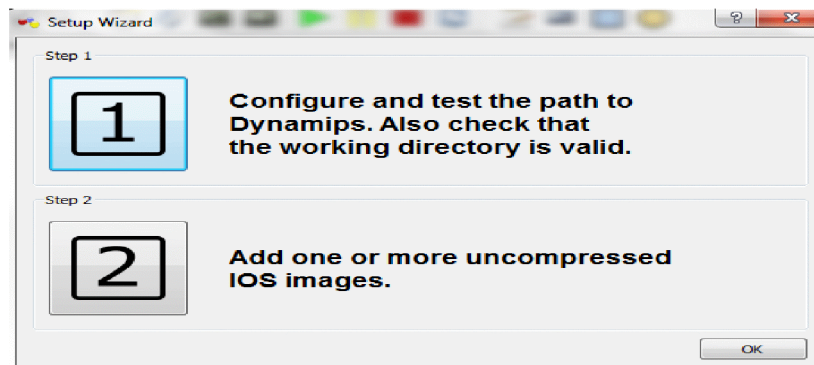 Setup Wizard
Step 1
1
Configure and test the path to
Dynamips. Also check that
the working directory is valid.
Step 2
2
Add one or more uncompressed
IOS images.
OK